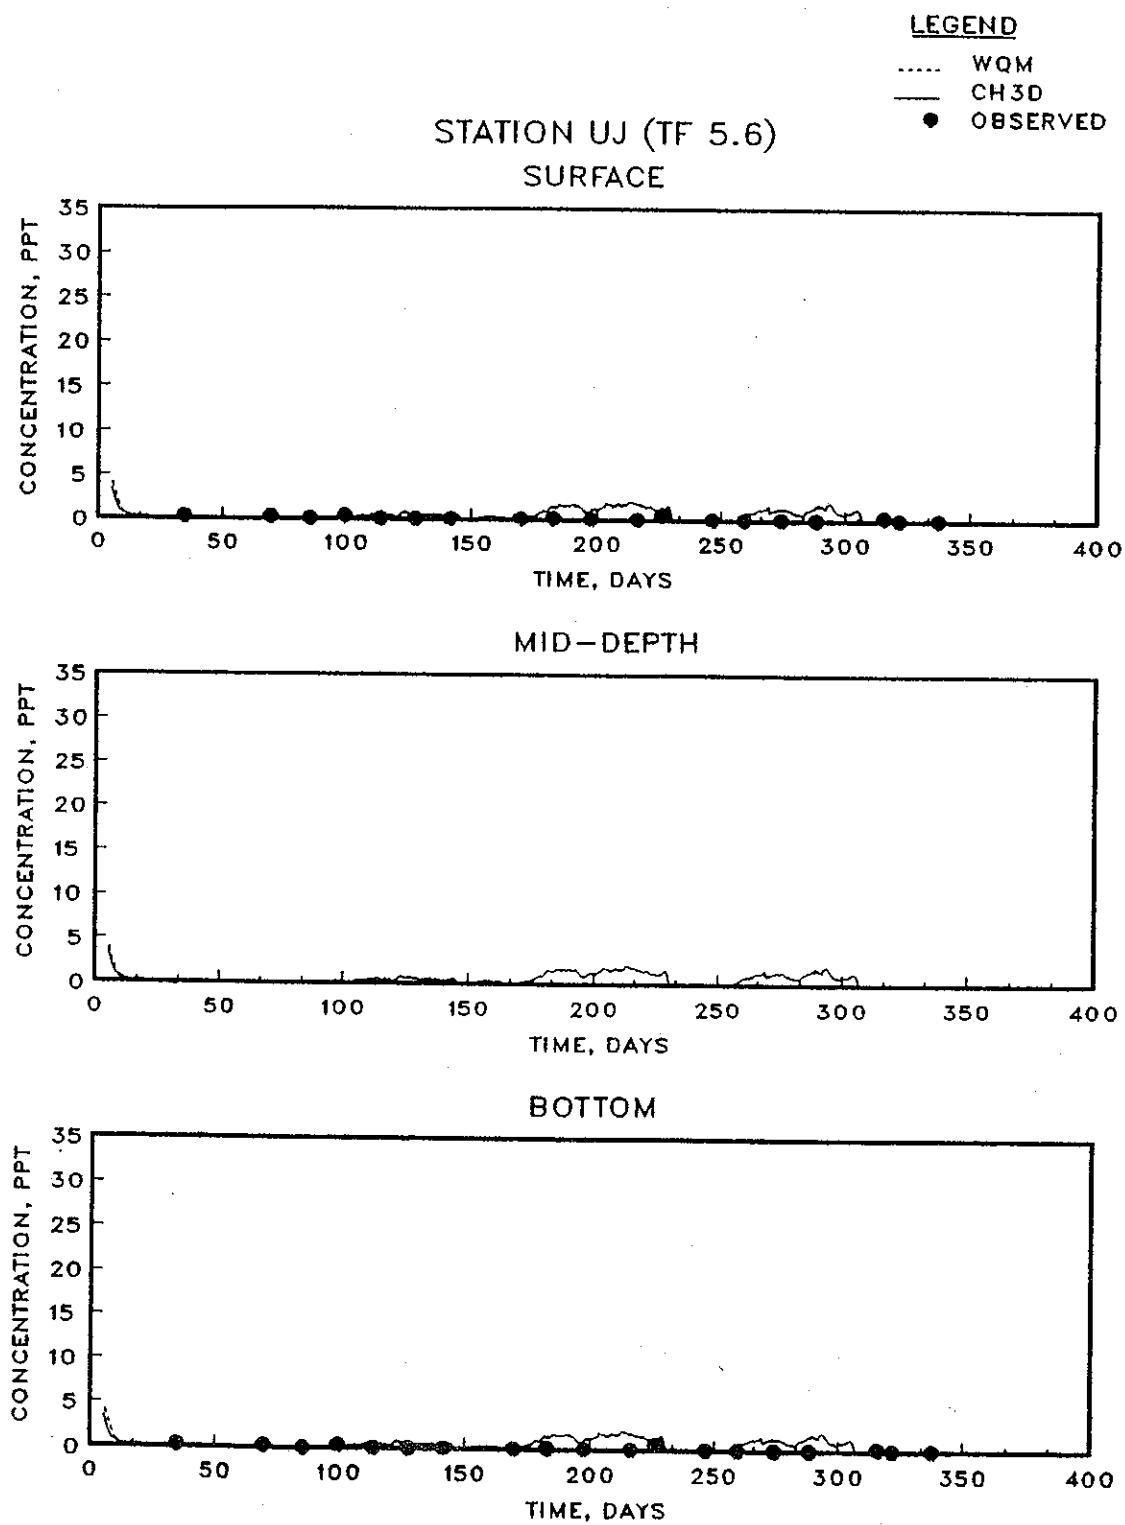 LEGEND
WQM
CH3D
OBSERVED
STATION UJ (TF 5.6)
SURFACE
CONCENTRATION, PPT
35
30
25
20
15
10
5
0
0 50 100 150 200 250 300 350 400
TIME, DAYS
MID-DEPTH
CONCENTRATION, PPT
35
30
25
20
15
10
5
0
0 50 100 150 200 250 300 350 400
TIME, DAYS
BOTTOM
CONCENTRATION, PPT
35
30
25
20
15
10
5
0
0 50 100 150 200 250 300 350 400
TIME, DAYS